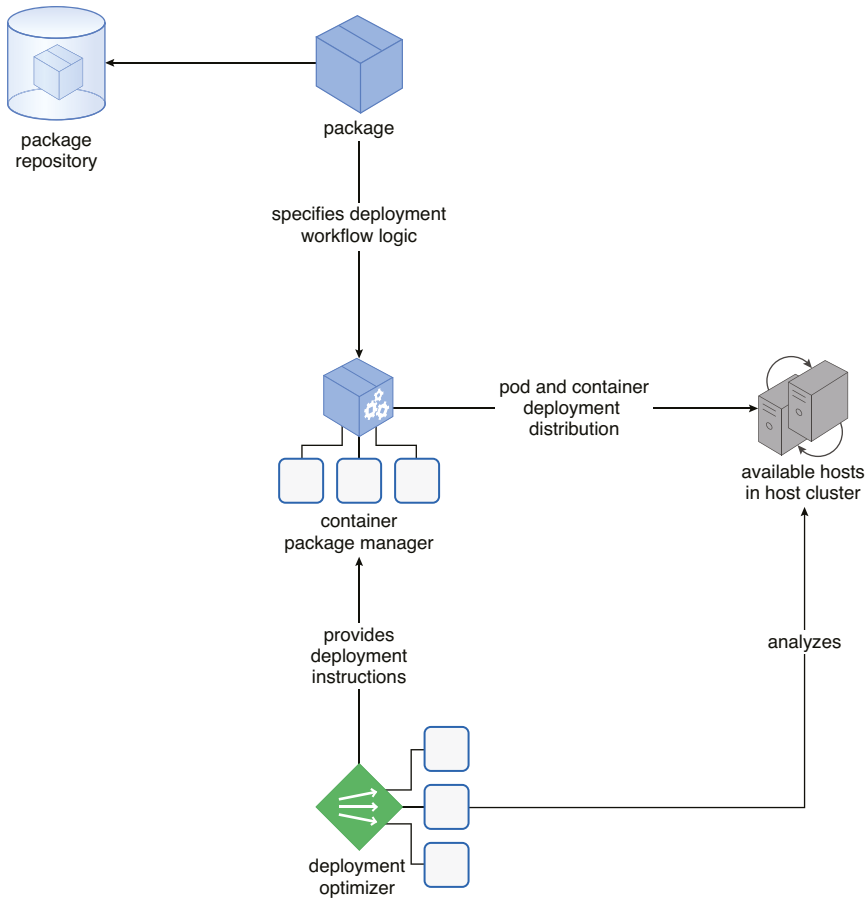 package
package
repository
specifies deployment
workflow logic
pod and container
deployment
distribution
available hosts
in host cluster
container
package manager
provides
deployment
instructions
analyzes
deployment
optimizer